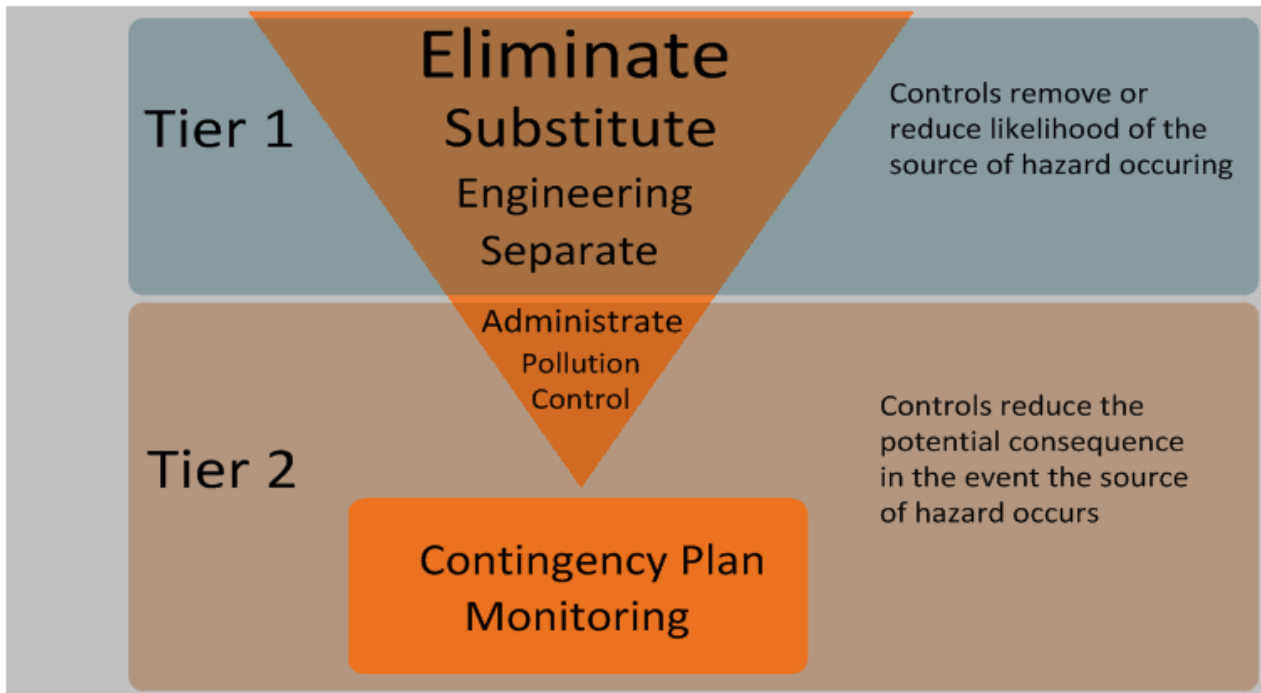 Eliminate
Substitute
Engineering
Separate
Tier 1
Controls remove or
reduce likelihood of the
source of hazard occuring
Administrate
Pollution
Control
Tier 2
Controls reduce the
potential consequence
in the event the source
of hazard occurs
Contingency Plan
Monitoring